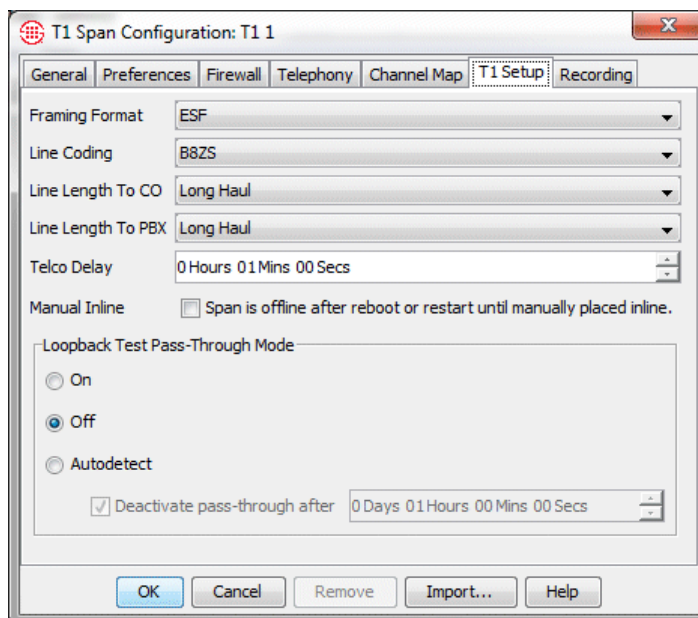 T1 Span Configuration: T1 1
General Preferences Firewall Telephony Channel Map T1 Setup Recording
Framing Format ESF
Line Coding B8ZS
Line Length To CO Long Haul
Line Length To PBX Long Haul
Telco Delay 0 Hours 01 Mins 00 Secs
Manual Inline Span is offline after reboot or restart until manually placed inline.
Loopback Test Pass-Through Mode
On
Off
Autodetect
Deactivate pass-through after 0 Days 01 Hours 00 Mins 00 Secs
OK Cancel Remove Import... Help